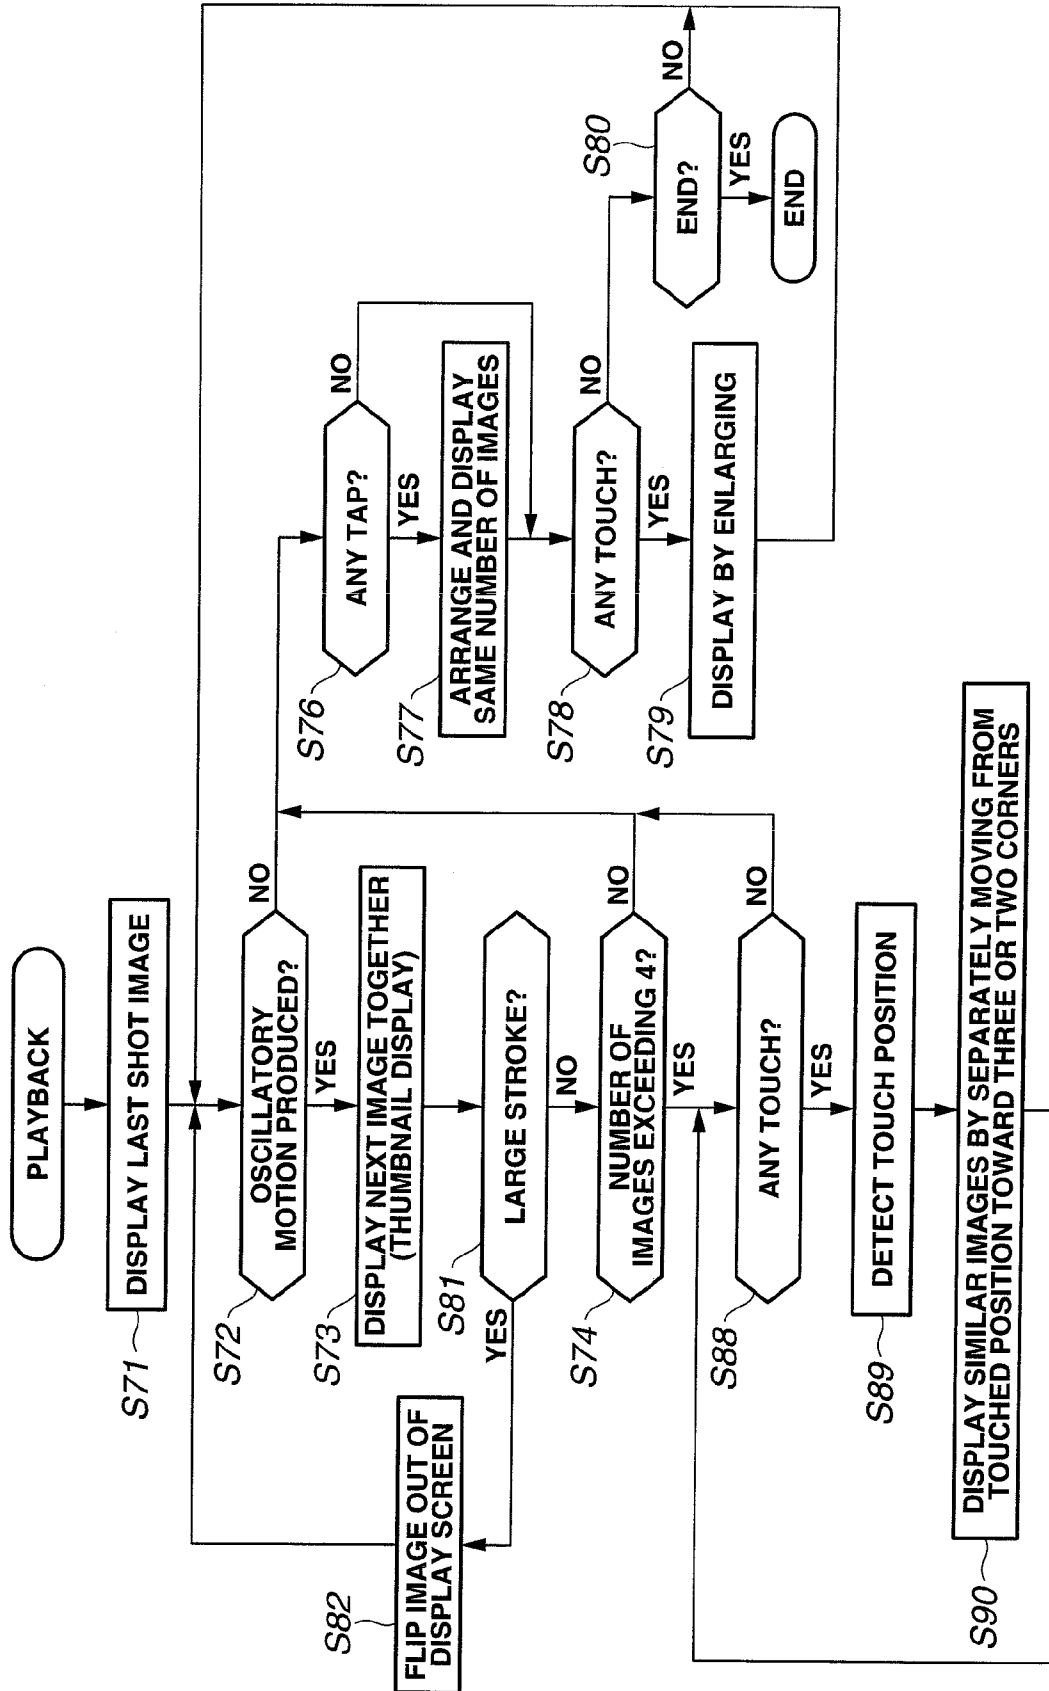 PLAYBACK
S71
DISPLAY LAST SHOT IMAGE
S72
OSCILLATORY
MOTION PRODUCED?
NO
YES
S73
DISPLAY NEXT IMAGE TOGETHER
(THUMBNAIL DISPLAY)
S81
LARGE STROKE?
YES
NO
S82
FLIP IMAGE OUT OF
DISPLAY SCREEN
S74
NUMBER OF
IMAGES EXCEEDING 4?
NO
YES
S88
ANY TOUCH?
NO
YES
S89
DETECT TOUCH POSITION
S90
DISPLAY SIMILAR IMAGES BY SEPARATELY MOVING FROM
TOUCHED POSITION TOWARD THREE OR TWO CORNERS
S76
ANY TAP?
NO
YES
S77
ARRANGE AND DISPLAY
SAME NUMBER OF IMAGES
S78
ANY TOUCH?
NO
YES
S79
DISPLAY BY ENLARGING
S80
END?
NO
YES
END